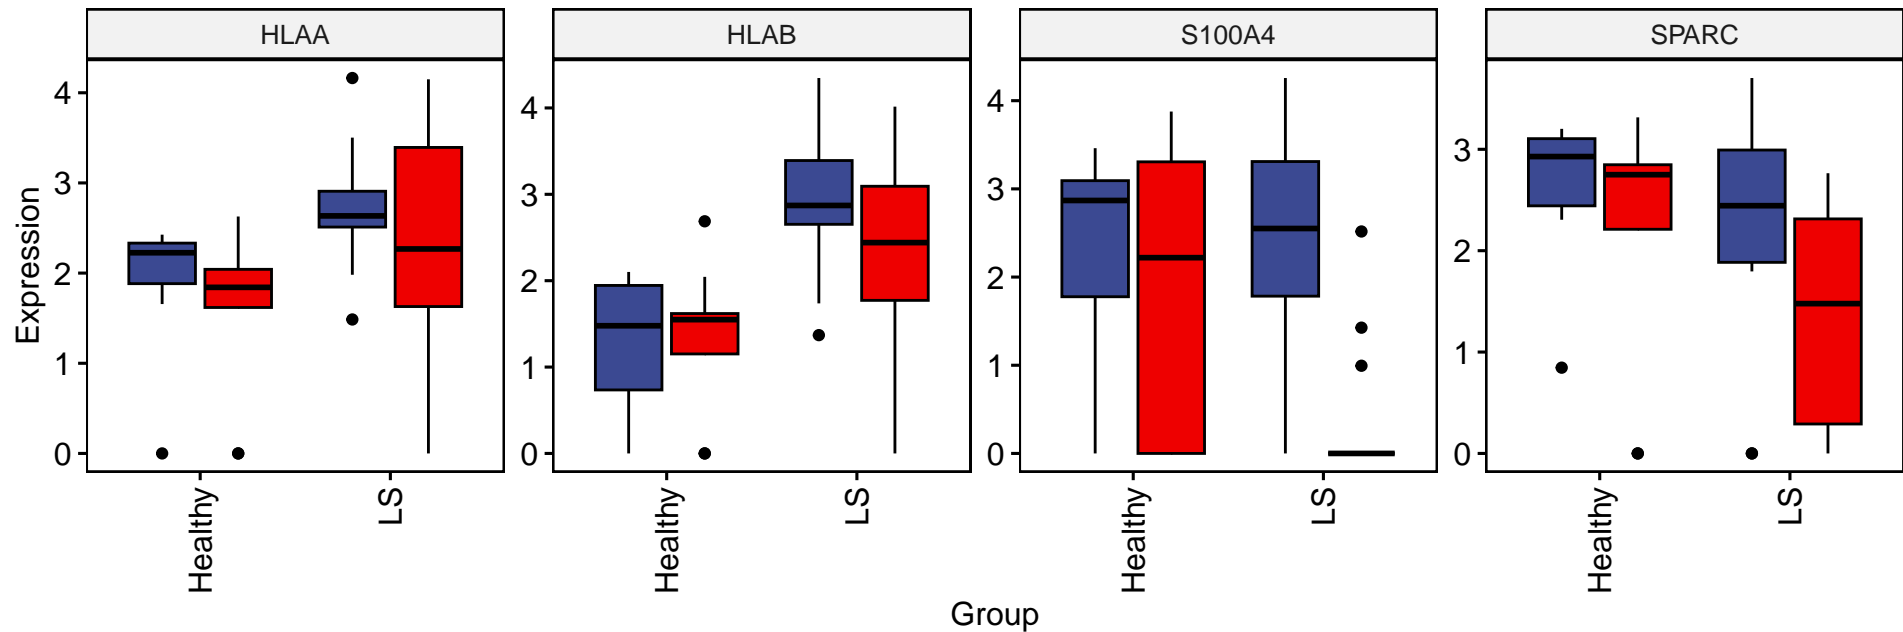 HLAA
HLAB
S100A4
SPARC
Expression
4
3
2
1
0
4
3
2
1
0
4
3
2
1
0
3
2
1
0
Healthy
LS
Healthy
LS
Healthy
LS
Healthy
LS
Group